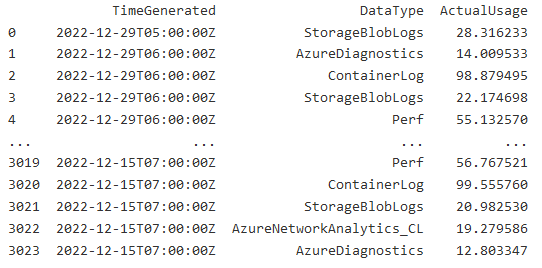 TimeGenerated DataType ActualUsage
0 2022-12-29T05:00:00Z StorageBlobLogs 28.316233
1 2022-12-29T06:00:00Z AzureDiagnostics 14.009533
2 2022-12-29T06:00:00Z ContainerLog 98.879495
3 2022-12-29T06:00:00Z StorageBlobLogs 22.174698
4 2022-12-29T06:00:00Z Perf 55.132570
... ... ... ...
3019 2022-12-15T07:00:00Z Perf 56.767521
3020 2022-12-15T07:00:00Z ContainerLog 99.555760
3021 2022-12-15T07:00:00Z StorageBlobLogs 20.982530
3022 2022-12-15T07:00:00Z AzureNetworkAnalytics_CL 19.279586
3023 2022-12-15T07:00:00Z AzureDiagnostics 12.803347